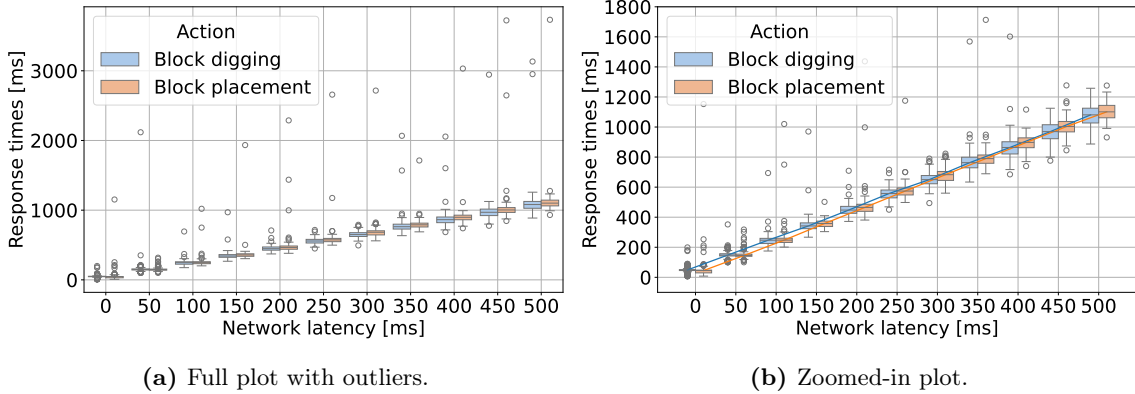 Response times [ms]
3000
2000
1000
0
Action
Block digging
Block placement
0 50 100 150 200 250 300 350 400 450 500
Network latency [ms]
(a) Full plot with outliers.
Response times [ms]
1800
1600
1400
1200
1000
800
600
400
200
0
Action
Block digging
Block placement
0 50 100 150 200 250 300 350 400 450 500
Network latency [ms]
(b) Zoomed-in plot.